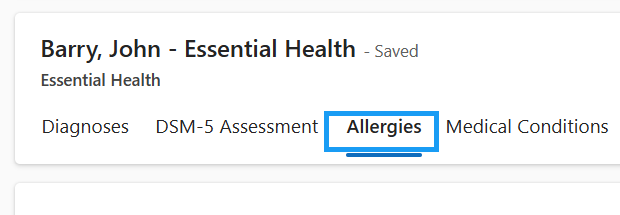 Barry, John - Essential Health - Saved
Essential Health
Diagnoses DSM-5 Assessment Allergies Medical Conditions